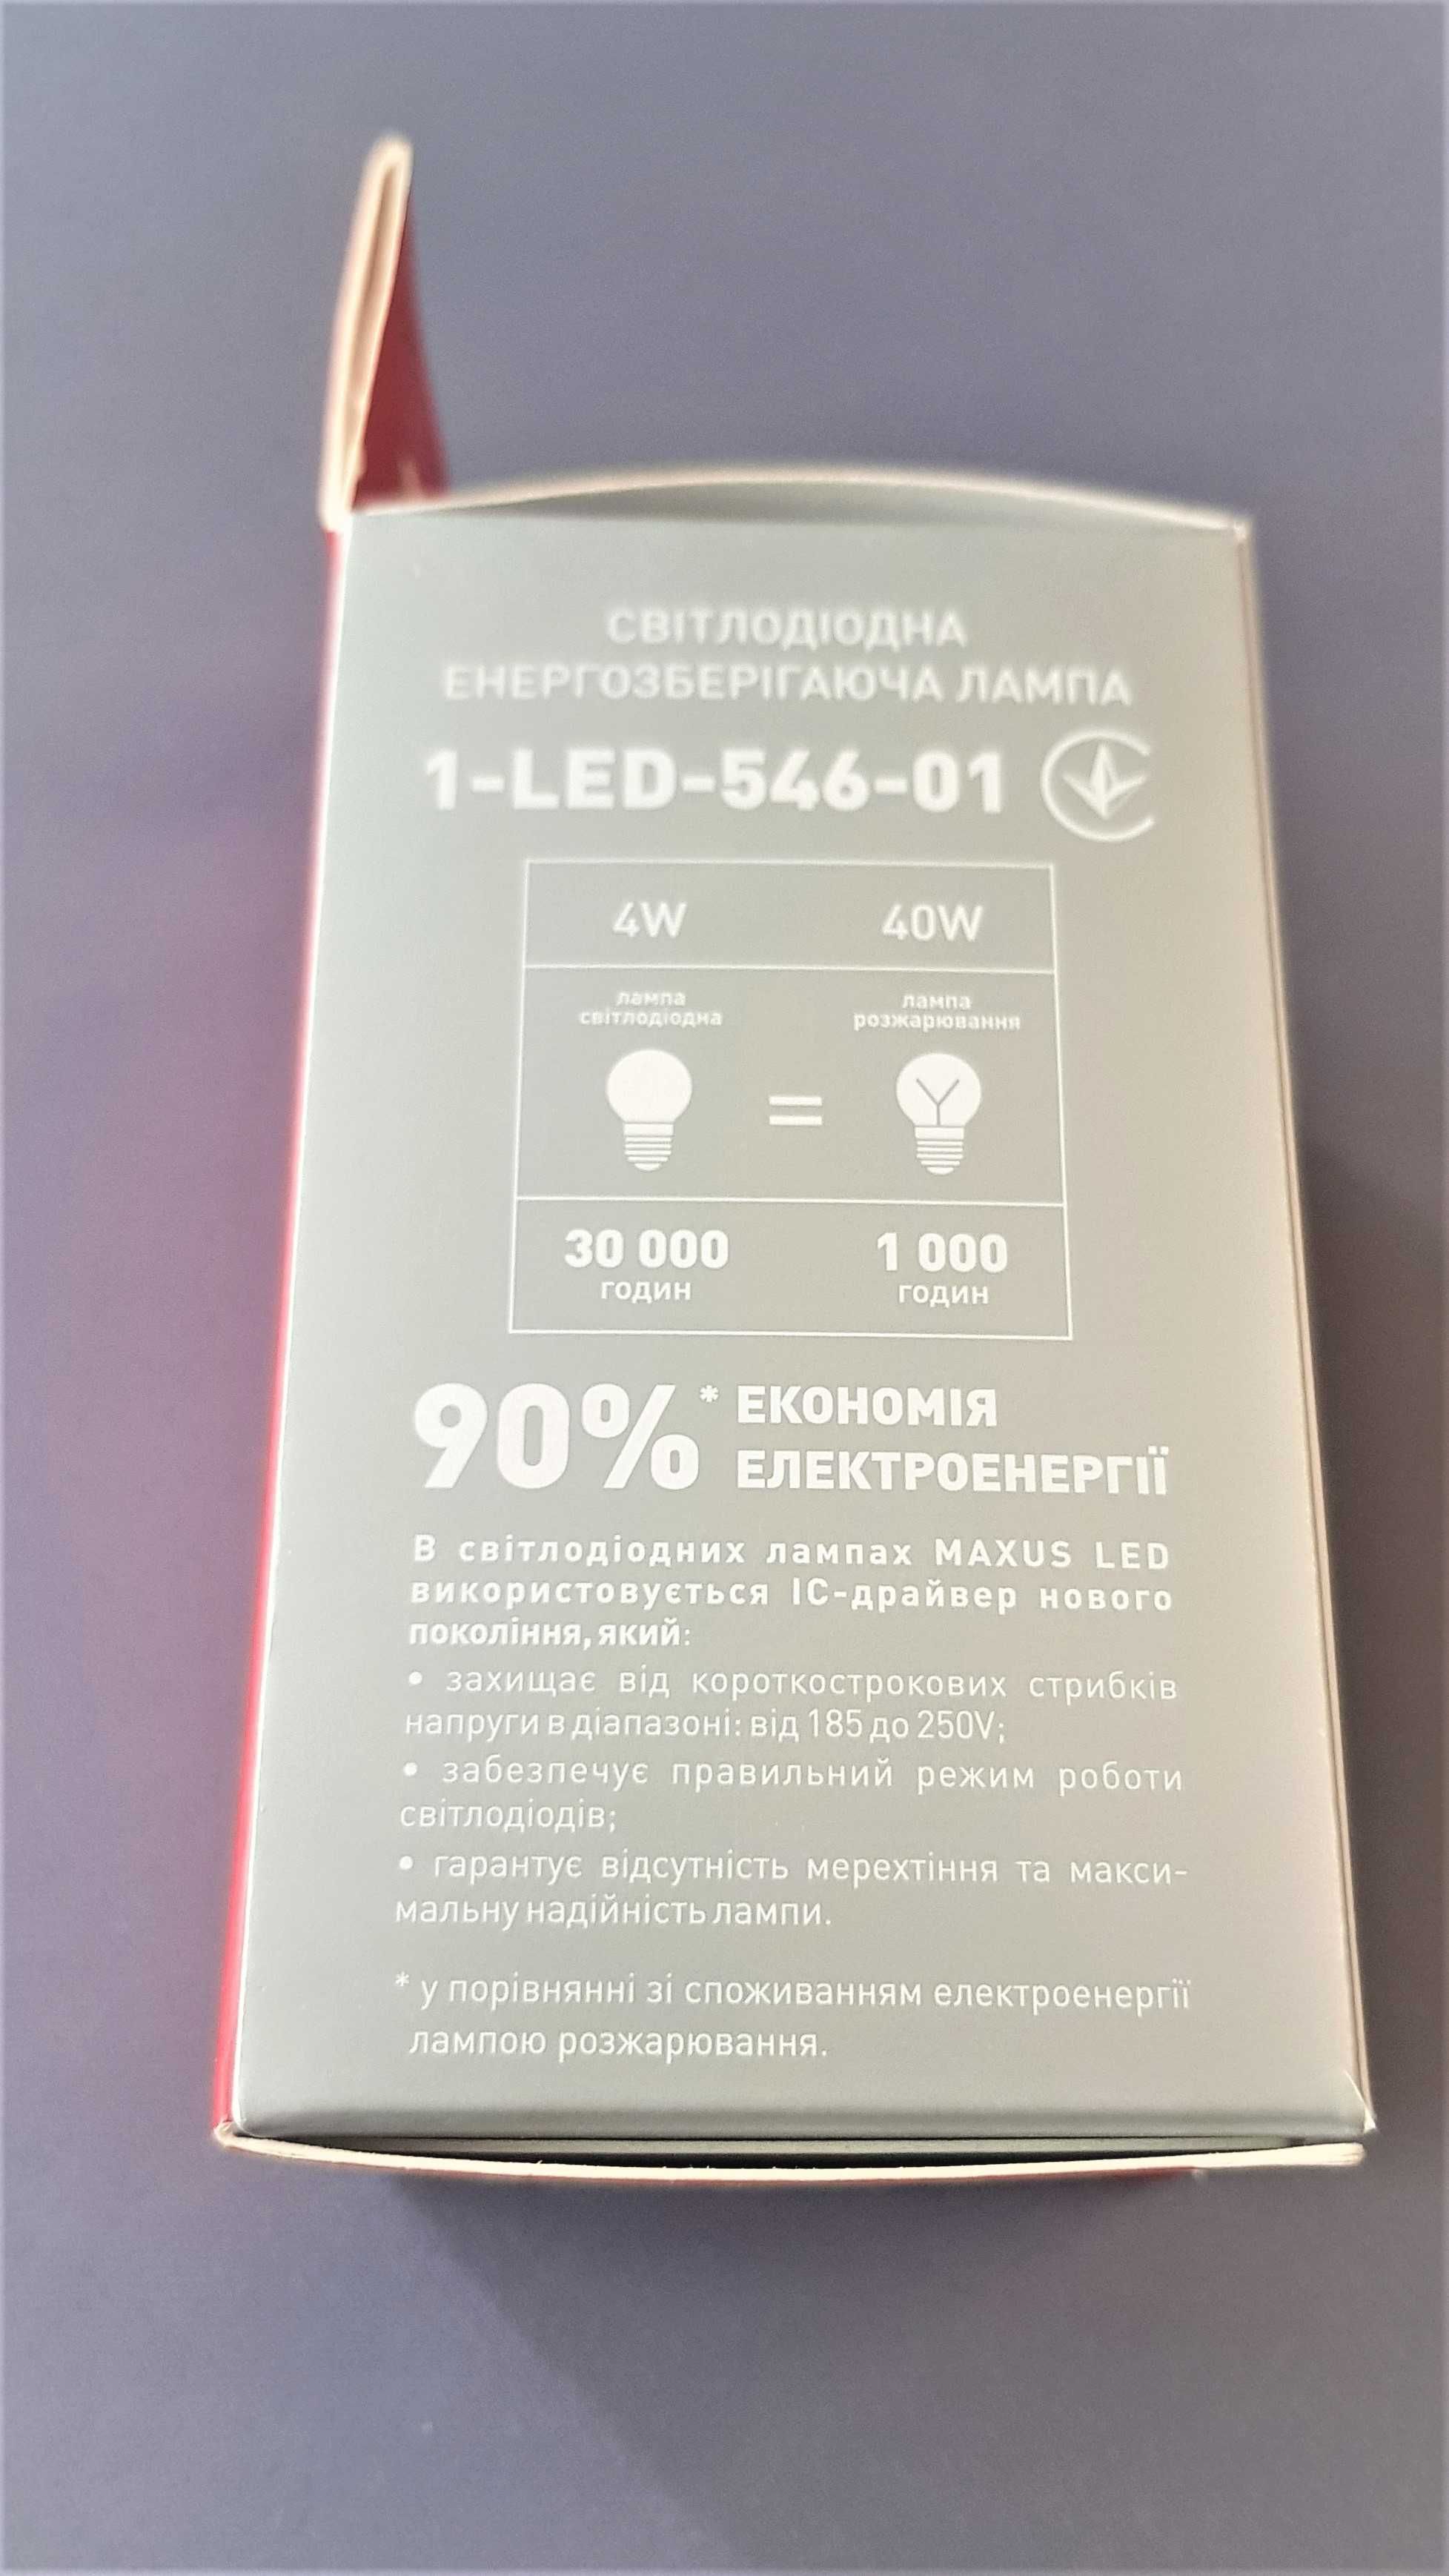 СВІТЛОДІОДНА
ЕНЕРГОЗБЕРІГАЮЧА ЛАМПА
1-LED-546-01
4W 40W
лампа лампа
світлодіодна розжарювання
=
30 000 1 000
годин годин
90%* ЕКОНОМІЯ
ЕЛЕКТРОЕНЕРГІЇ
В світлодіодних лампах MAXUS LED
використовується ІС-драйвер нового
покоління, який:
• захищає від короткострокових стрибків
напруги в діапазоні: від 185 до 250V;
• забезпечує правильний режим роботи
світлодіодів;
• гарантує відсутність мерехтіння та макси-
мальну надійність лампи.
* у порівнянні зі споживанням електроенергії
лампою розжарювання.